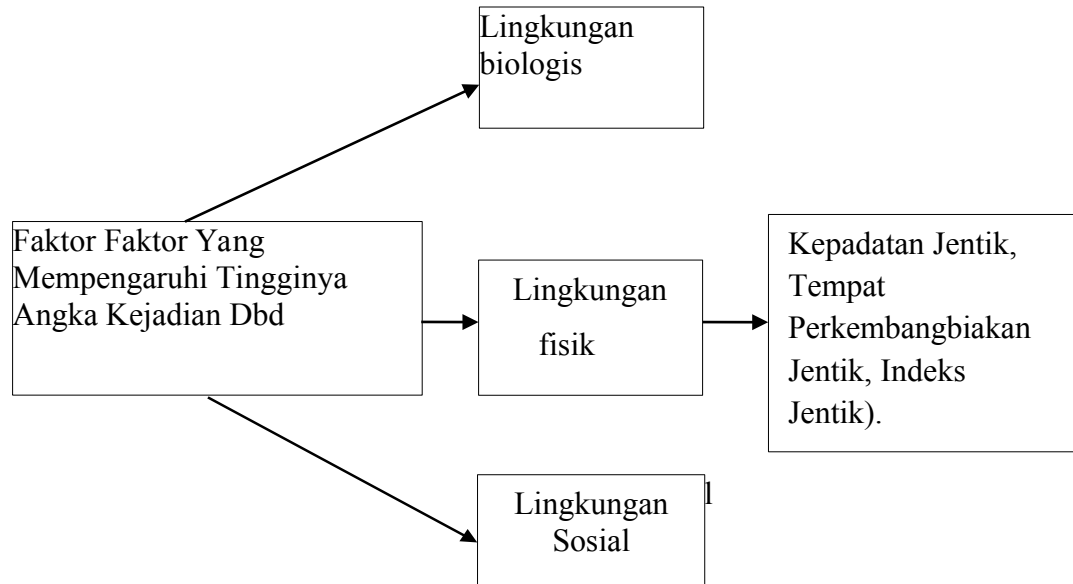 Lingkungan
biologis
Faktor Faktor Yang
Mempengaruhi Tingginya
Angka Kejadian Dbd
Lingkungan
fisik
Kepadatan Jentik,
Tempat
Perkembangbiakan
Jentik, Indeks
Jentik).
Lingkungan
Sosial
l